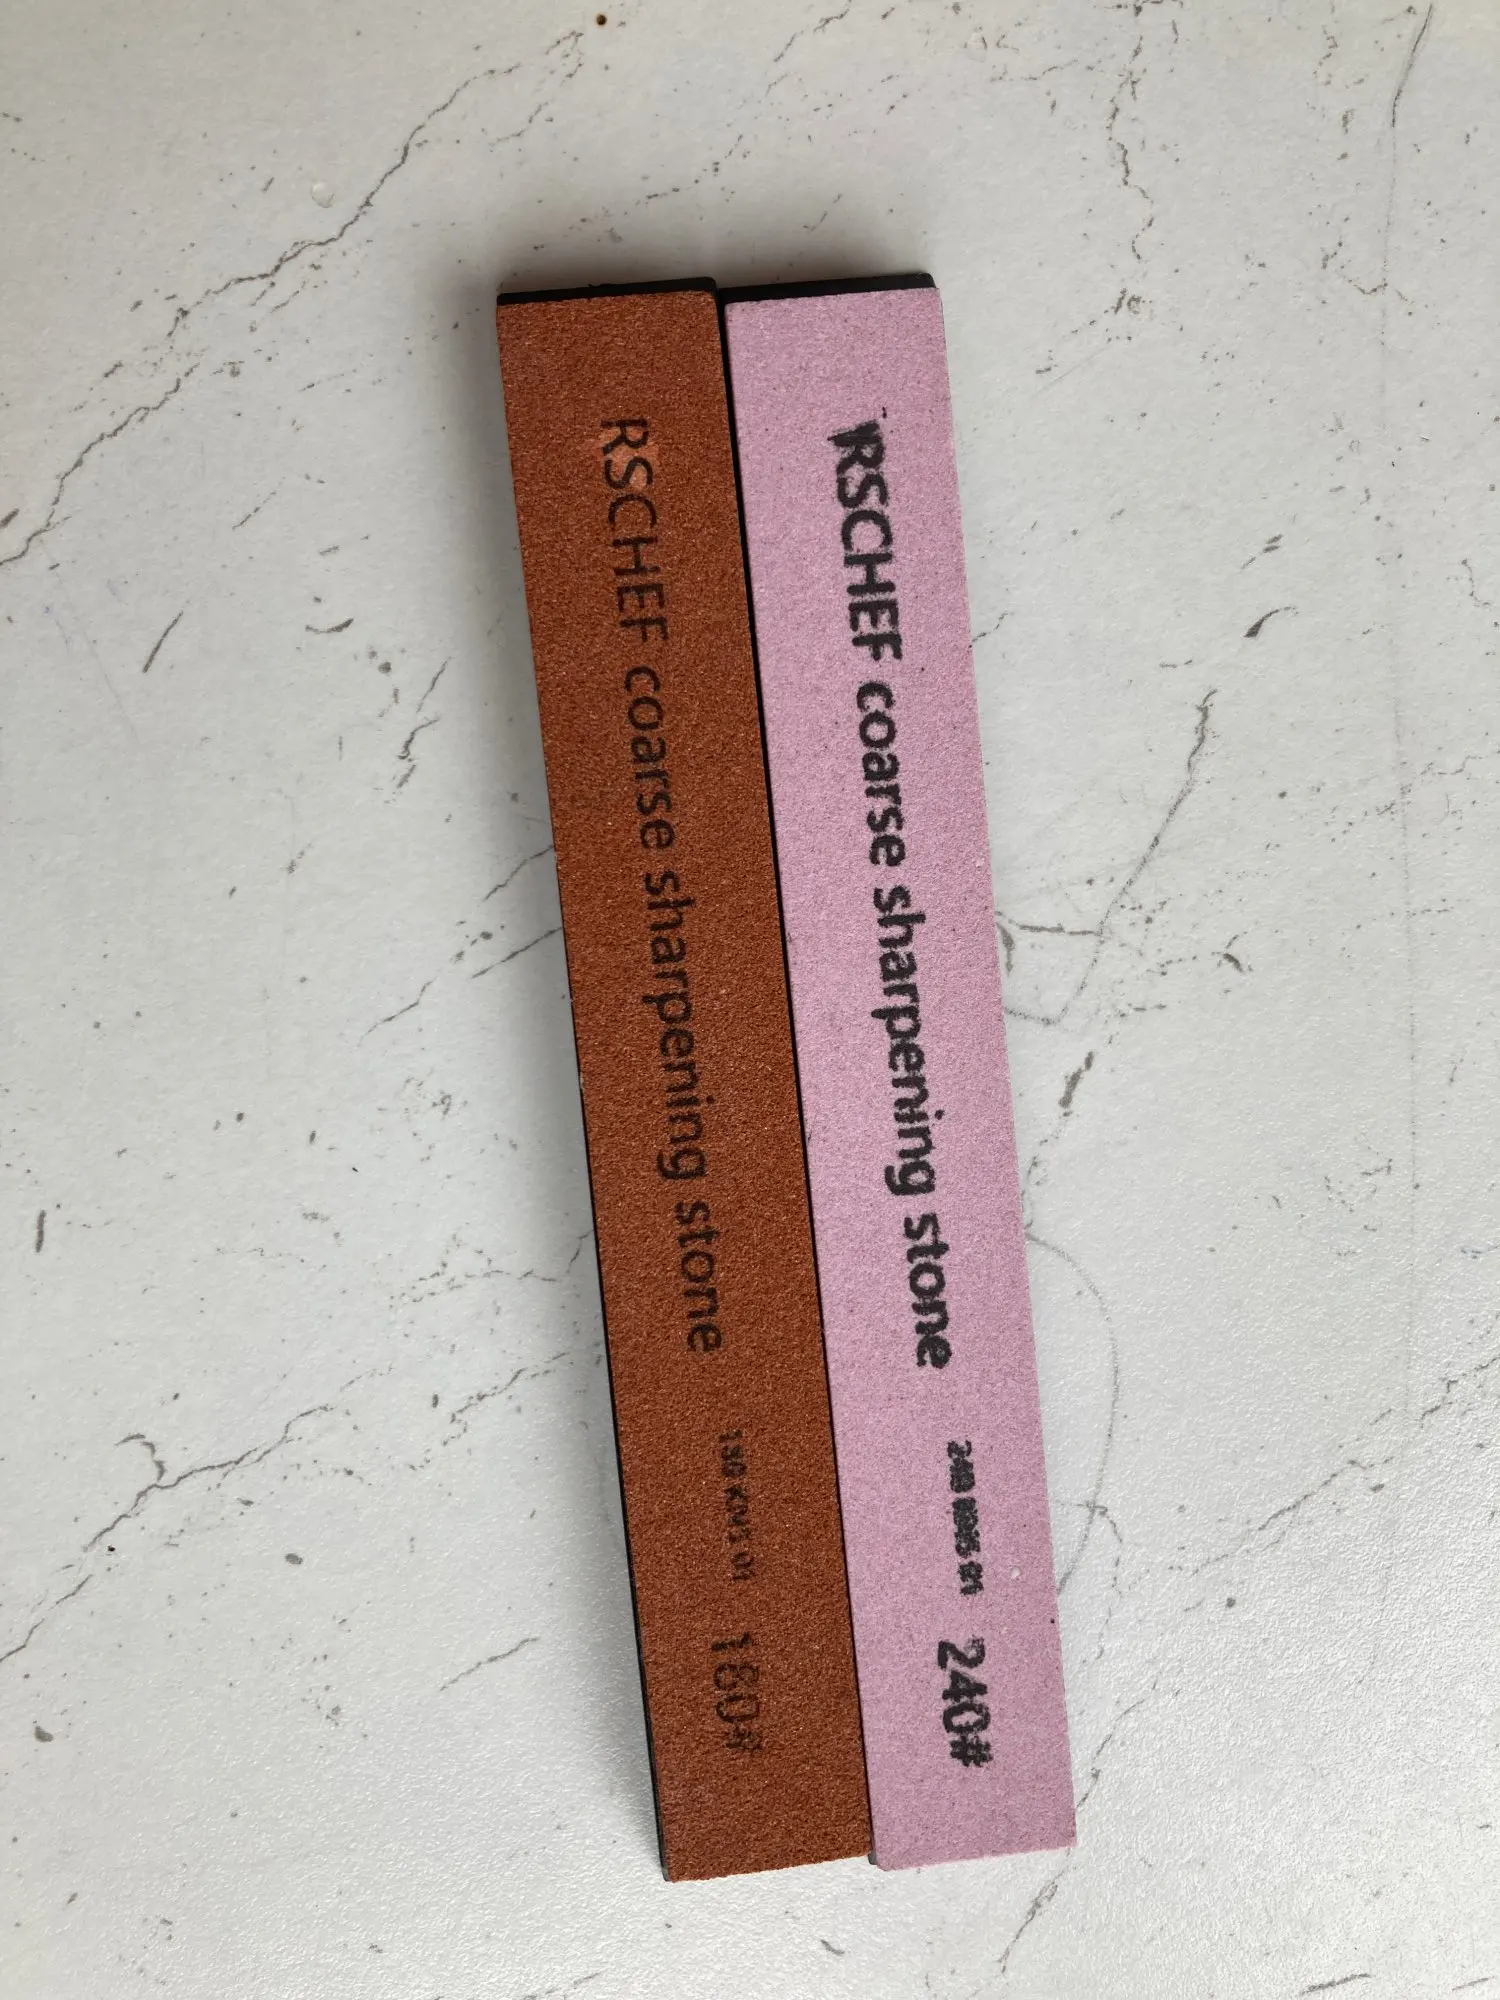 RSCHEF coarse sharpening stone 180#
RSCHEF coarse sharpening stone 240#